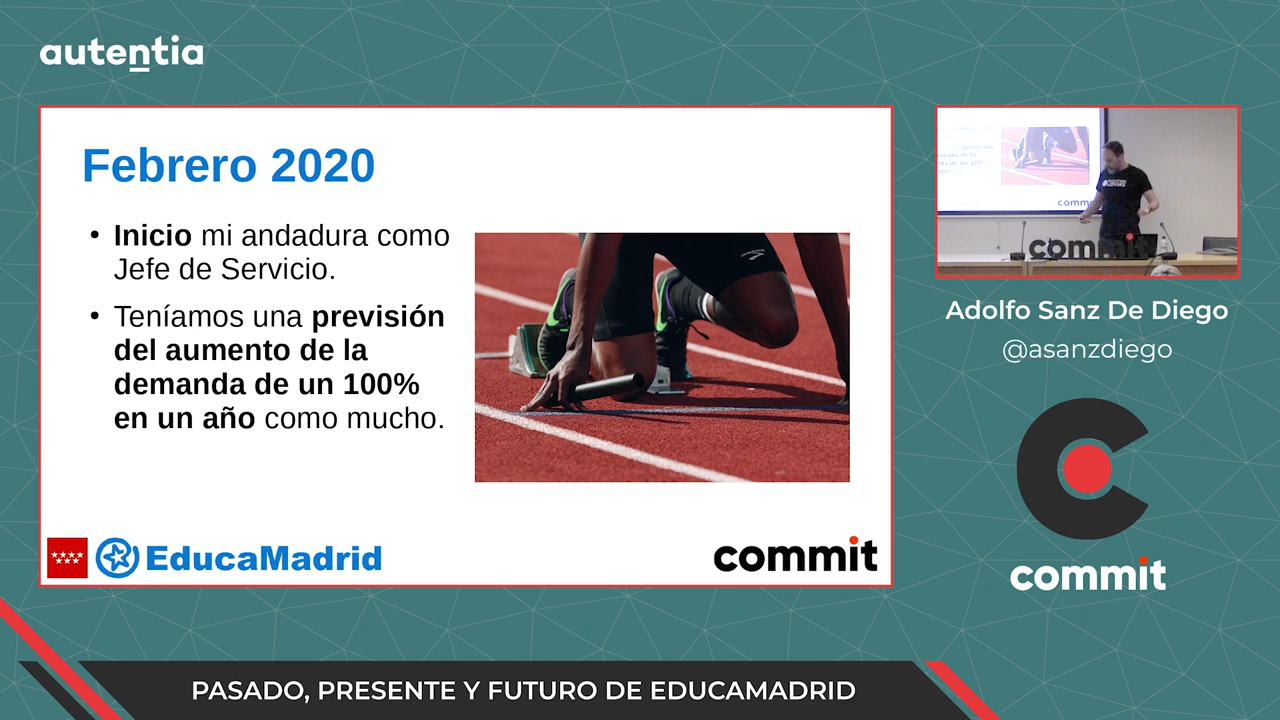 autentia
Febrero 2020
• Inicio mi andadura como
Jefe de Servicio.
• Teníamos una previsión
del aumento de la
demanda de un 100%
en un año como mucho.
EducaMadrid
commit
commit
Adolfo Sanz De Diego
@asanzdiego
commit
PASADO, PRESENTE Y FUTURO DE EDUCAMADRID